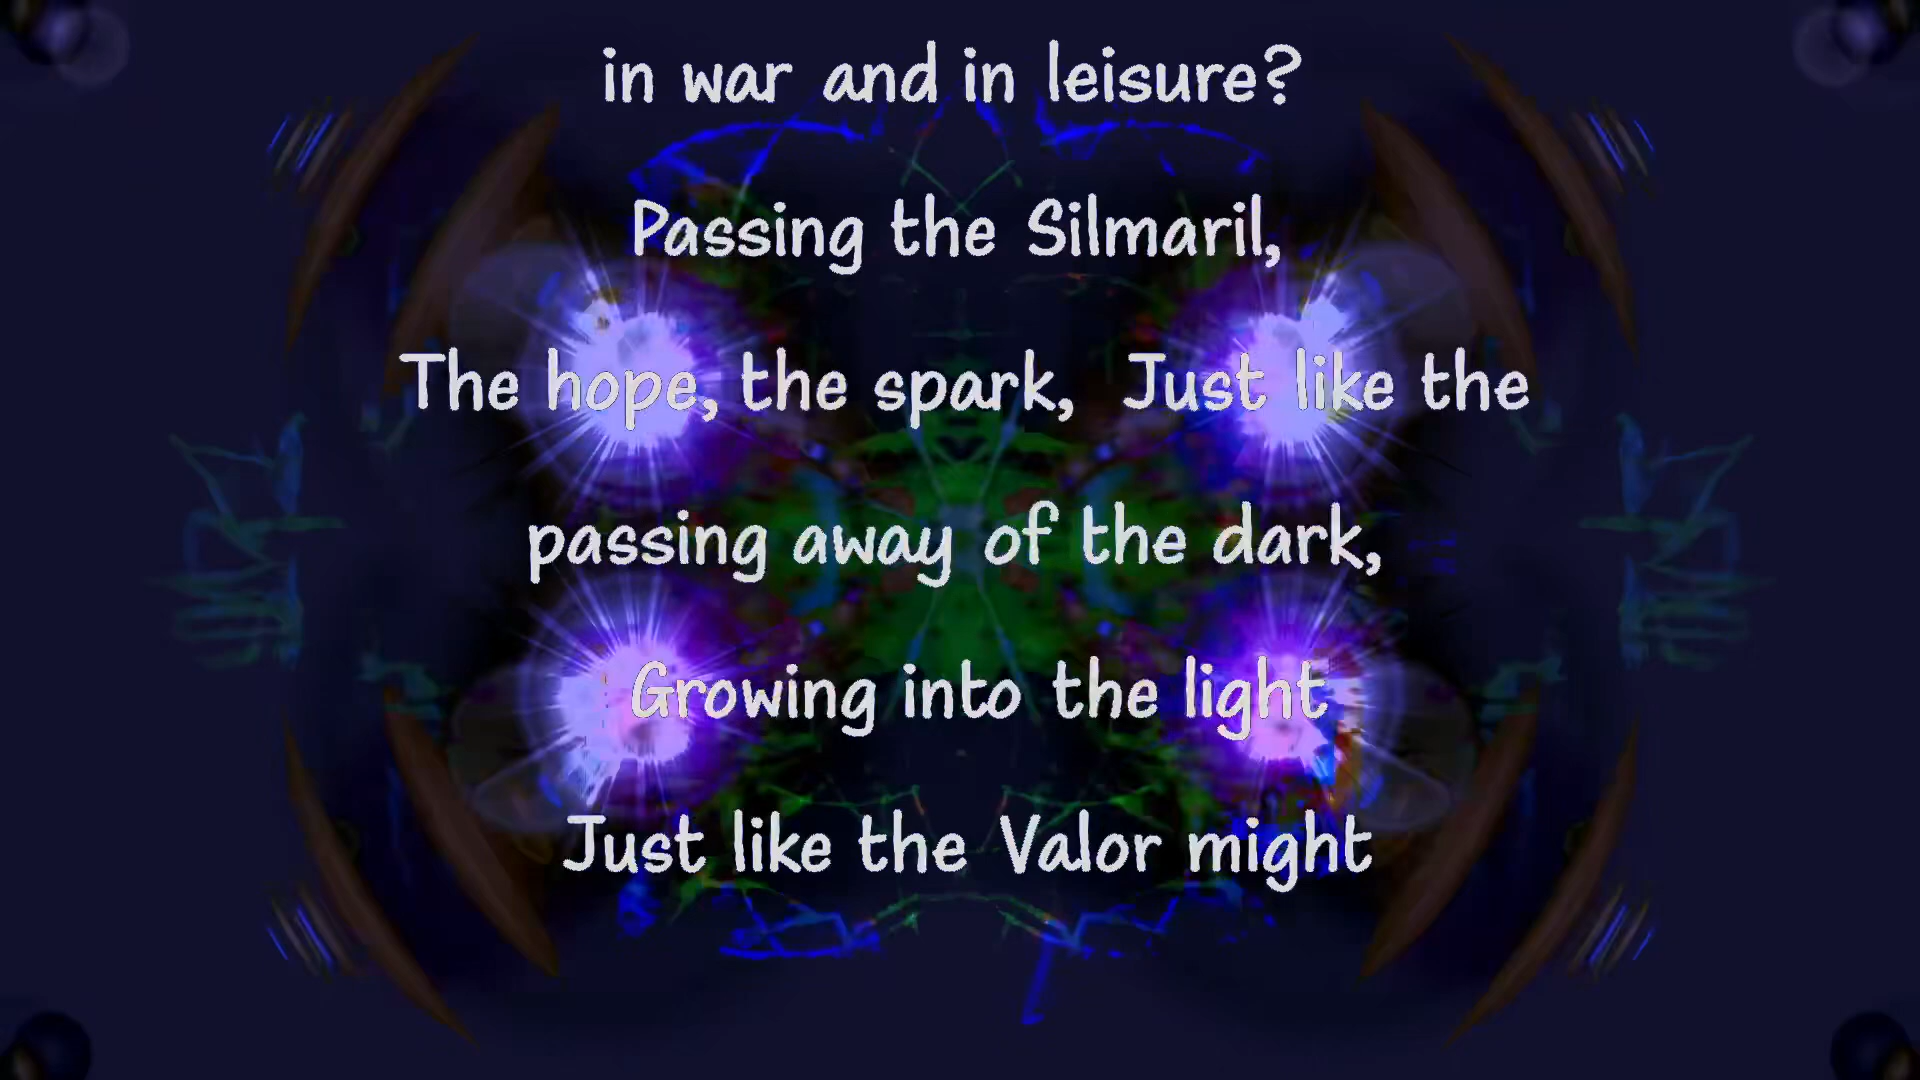 in war and in leisure?
Passing the Silmaril,
The hope, the spark,  Just like the
passing away of the dark,
Growing into the light
Just like the Valor might